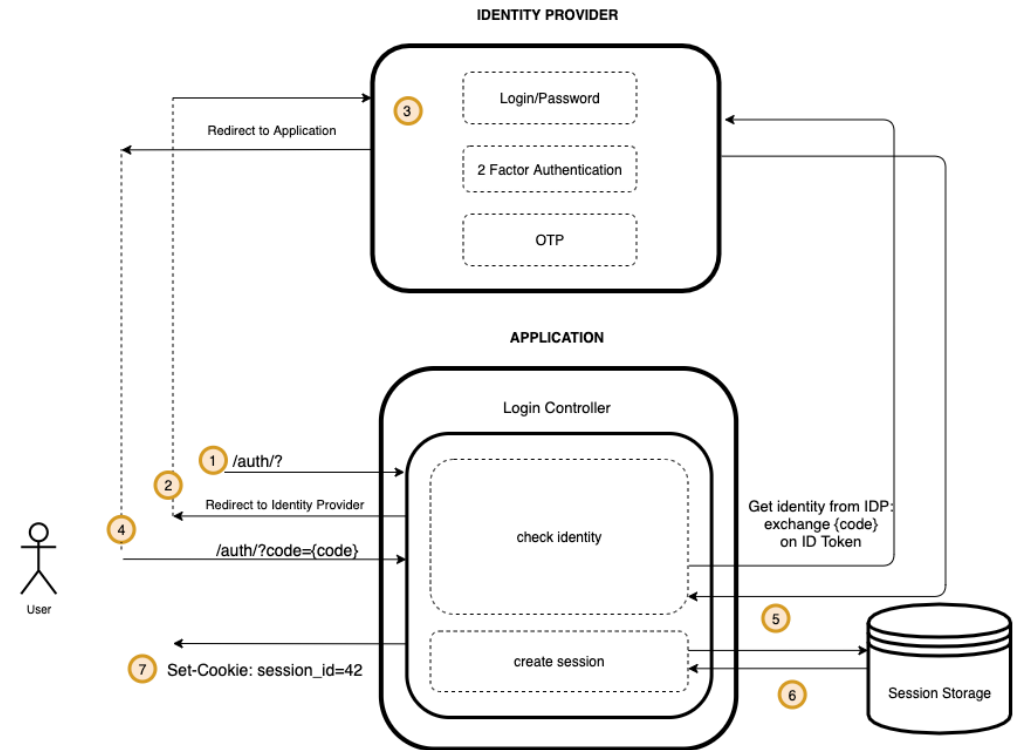 IDENTITY PROVIDER
Login/Password
3
Redirect to Application
2 Factor Authentication
OTP
APPLICATION
Login Controller
1
/auth/?
2
Redirect to Identity Provider
Get identity from IDP:
exchange {code}
on ID Token
4
check identity
/auth/?code={code}
User
5
create session
7
Set-Cookie: session_id=42
6
Session Storage